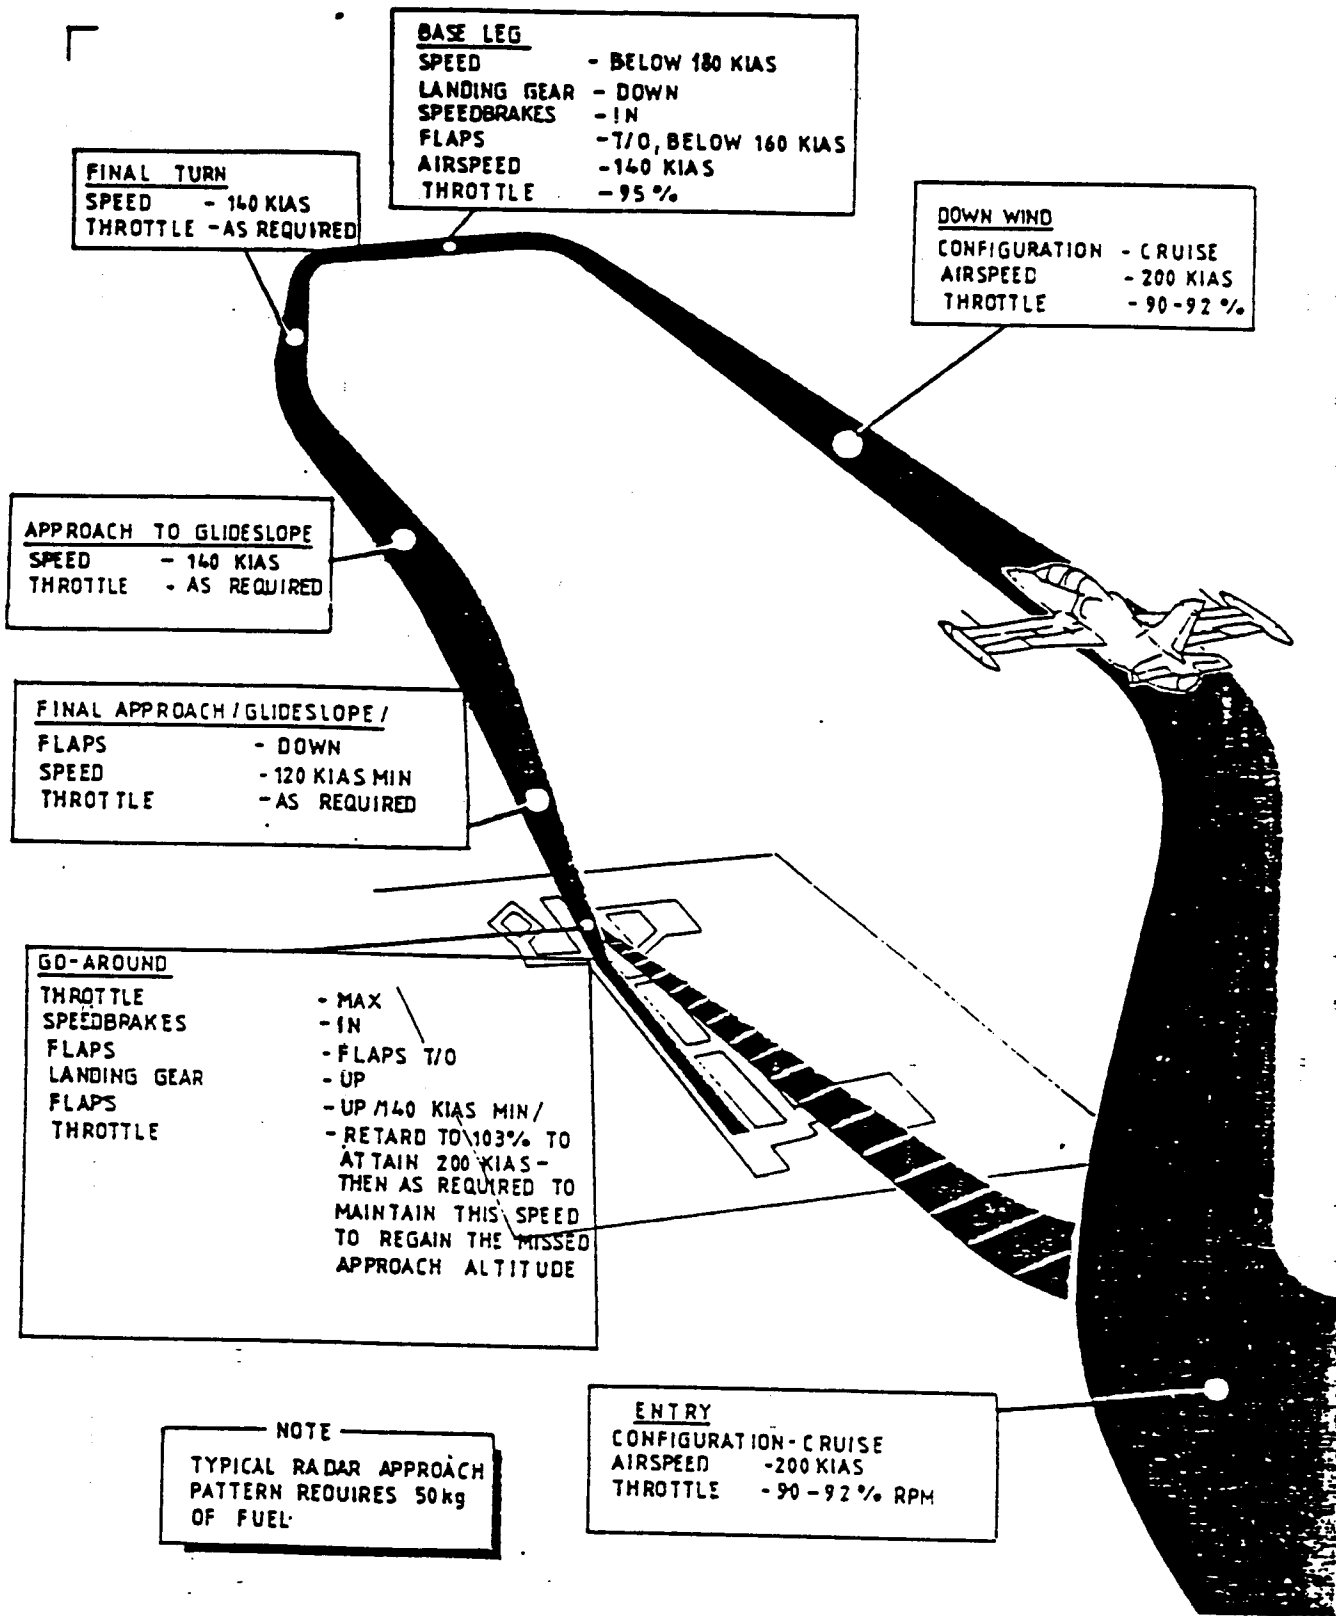 BASE LEG
SPEED - BELOW 180 KIAS
LANDING GEAR - DOWN
SPEEDBRAKES - IN
FLAPS - T/O, BELOW 160 KIAS
AIRSPEED - 140 KIAS
THROTTLE - 95 %
FINAL TURN
SPEED - 140 KIAS
THROTTLE - AS REQUIRED
DOWN WIND
CONFIGURATION - CRUISE
AIRSPEED - 200 KIAS
THROTTLE - 90-92 %
APPROACH TO GLIDESLOPE
SPEED - 140 KIAS
THROTTLE - AS REQUIRED
FINAL APPROACH / GLIDESLOPE /
FLAPS - DOWN
SPEED - 120 KIAS MIN
THROTTLE - AS REQUIRED
GO-AROUND
THROTTLE - MAX
SPEEDBRAKES - IN
FLAPS - FLAPS T/O
LANDING GEAR - UP
FLAPS - UP /140 KIAS MIN/
THROTTLE - RETARD TO 103% TO
ATTAIN 200 KIAS -
THEN AS REQUIRED TO
MAINTAIN THIS SPEED
TO REGAIN THE MISSED
APPROACH ALTITUDE
ENTRY
CONFIGURATION - CRUISE
AIRSPEED - 200 KIAS
THROTTLE - 90 - 92 % RPM
NOTE
TYPICAL RADAR APPROACH
PATTERN REQUIRES 50kg
OF FUEL